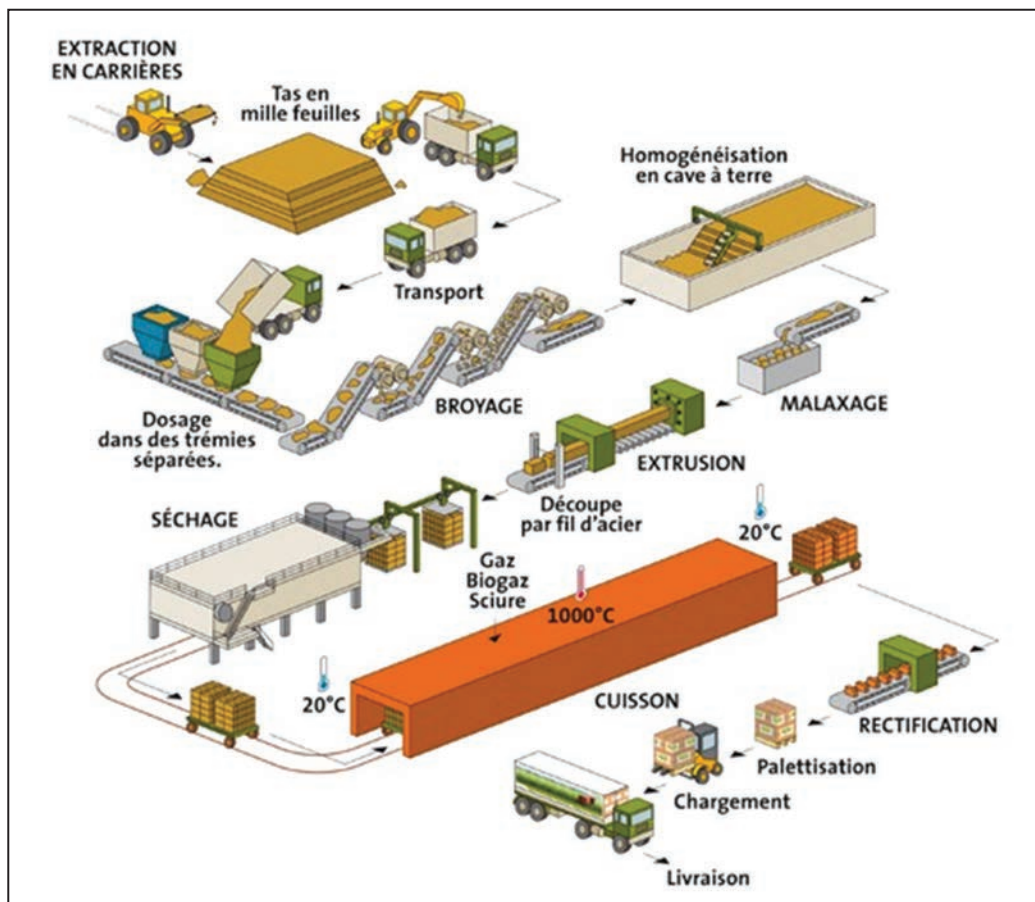 EXTRACTION
EN CARRIÈRES
Tas en
mille feuilles
Homogénéisation
en cave à terre
Transport
Dosage
dans des trémies
séparées.
BROYAGE
MALAXAGE
EXTRUSION
Découpe
par fil d'acier
SÉCHAGE
Gaz
Biogaz
Sciure
20°C
1000°C
20°C
CUISSON
RECTIFICATION
Palettisation
Chargement
Livraison